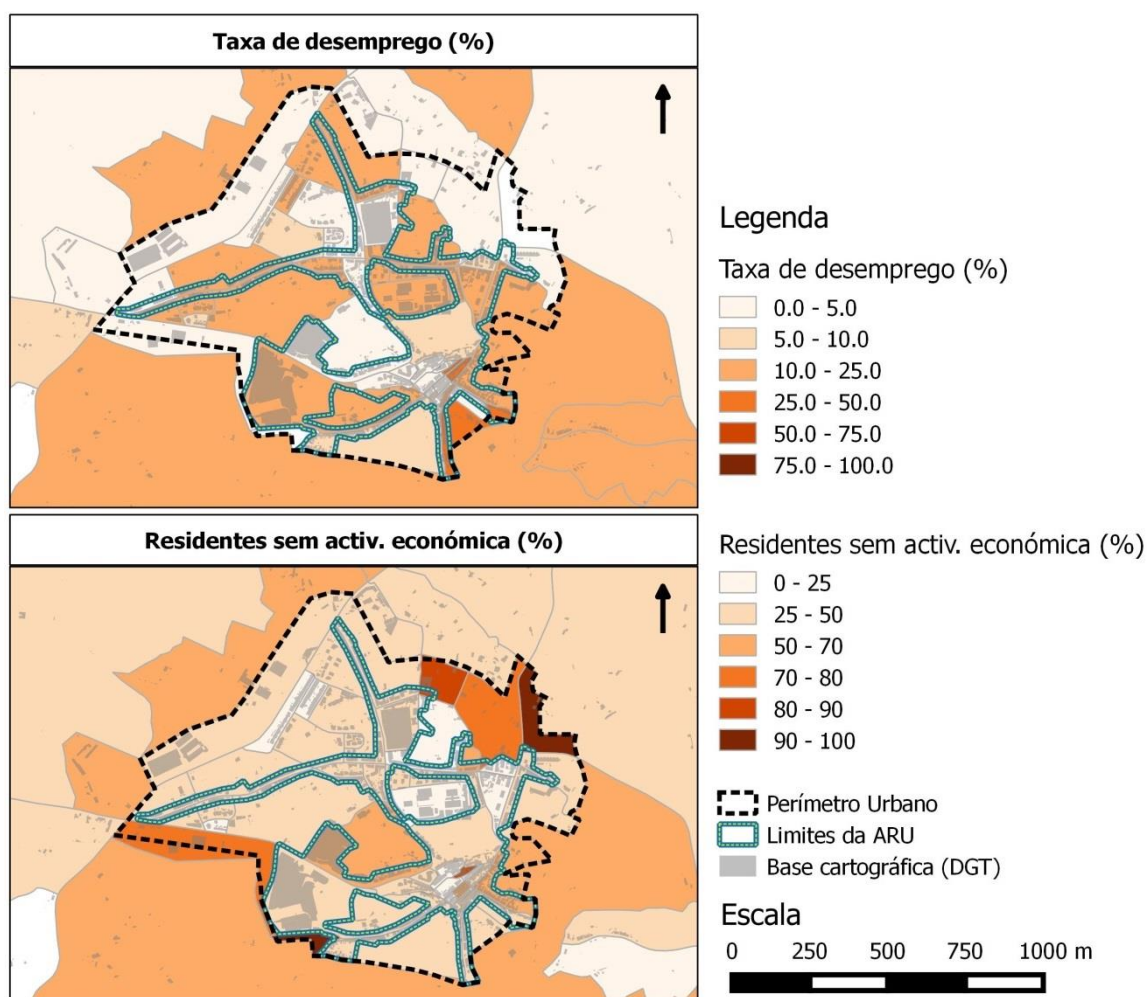 Taxa de desemprego (%)
Legenda
Taxa de desemprego (%)
0.0 - 5.0
5.0 - 10.0
10.0 - 25.0
25.0 - 50.0
50.0 - 75.0
75.0 - 100.0
Residentes sem activ. económica (%)
Residentes sem activ. económica (%)
0 - 25
25 - 50
50 - 70
70 - 80
80 - 90
90 - 100
Perímetro Urbano
Limites da ARU
Base cartográfica (DGT)
Escala
0 250 500 750 1000 m